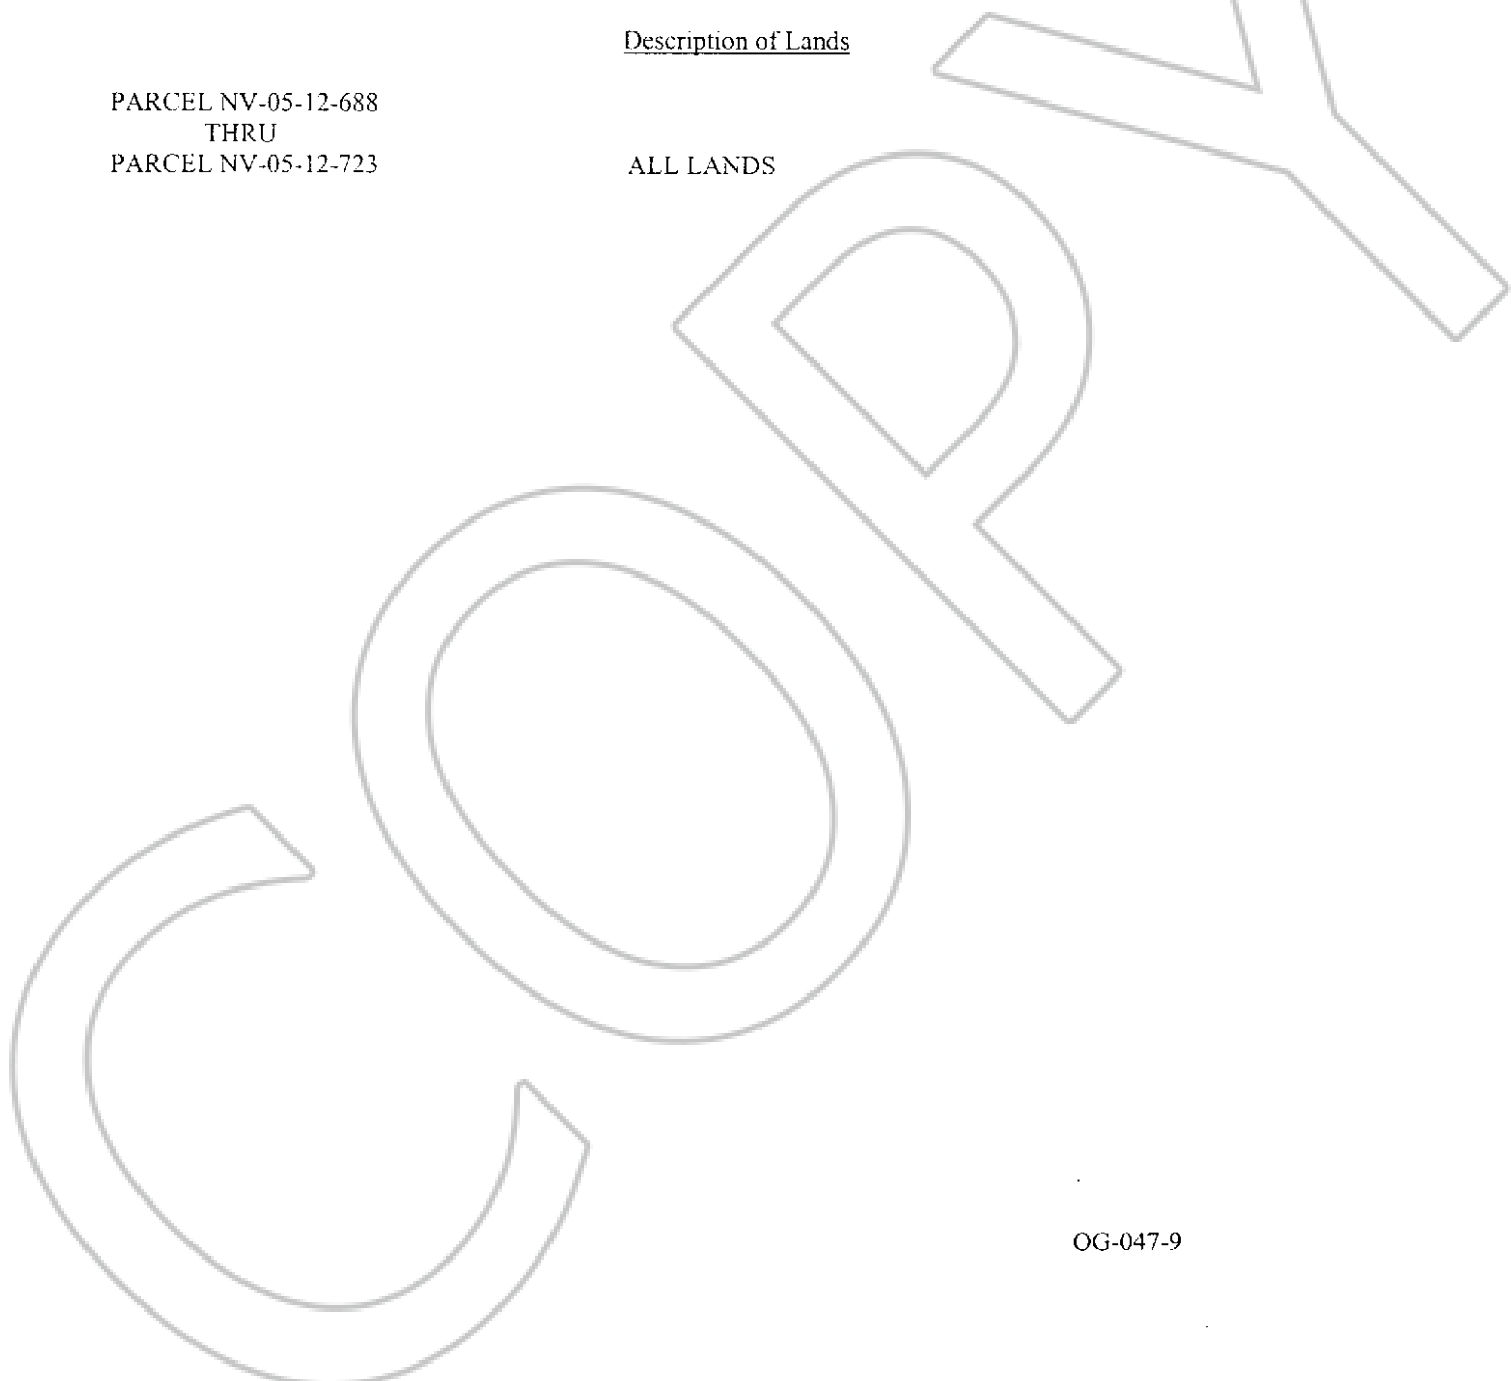 Description of Lands
PARCEL NV-05-12-688
THRU
PARCEL NV-05-12-723 ALL LANDS
COPY
OG-047-9